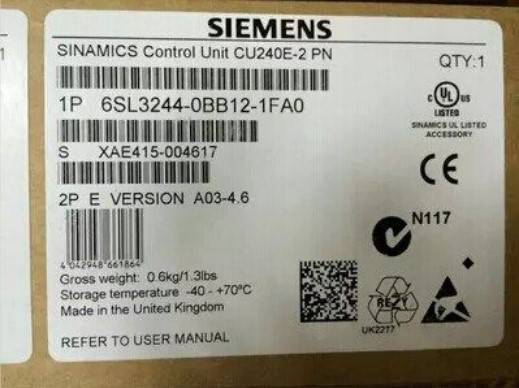 SIEMENS
SINAMICS Control Unit CU240E-2 PN
QTY:1
1P 6SL3244-0BB12-1FA0
C UL US
LISTED
SINAMICS UL LISTED
ACCESSORY
S XAE415-004617
CE
2P E VERSION A03-4.6
N117
4 042948 661864
Gross weight: 0.6kg/1.3lbs
Storage temperature -40 - +70°C
Made in the United Kingdom
RESY
UK2277
REFER TO USER MANUAL